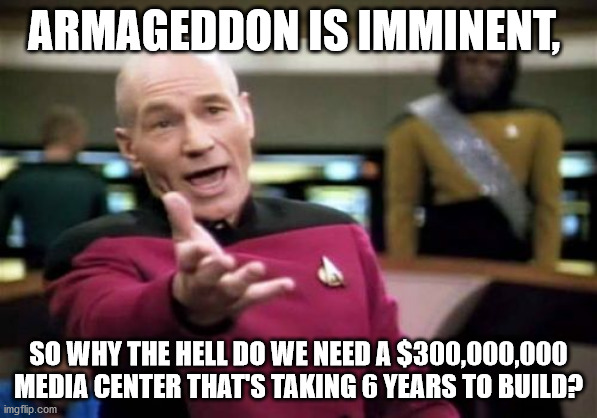 ARMAGEDDON IS IMMINENT,
SO WHY THE HELL DO WE NEED A $300,000,000
MEDIA CENTER THAT'S TAKING 6 YEARS TO BUILD?
imgflip.com